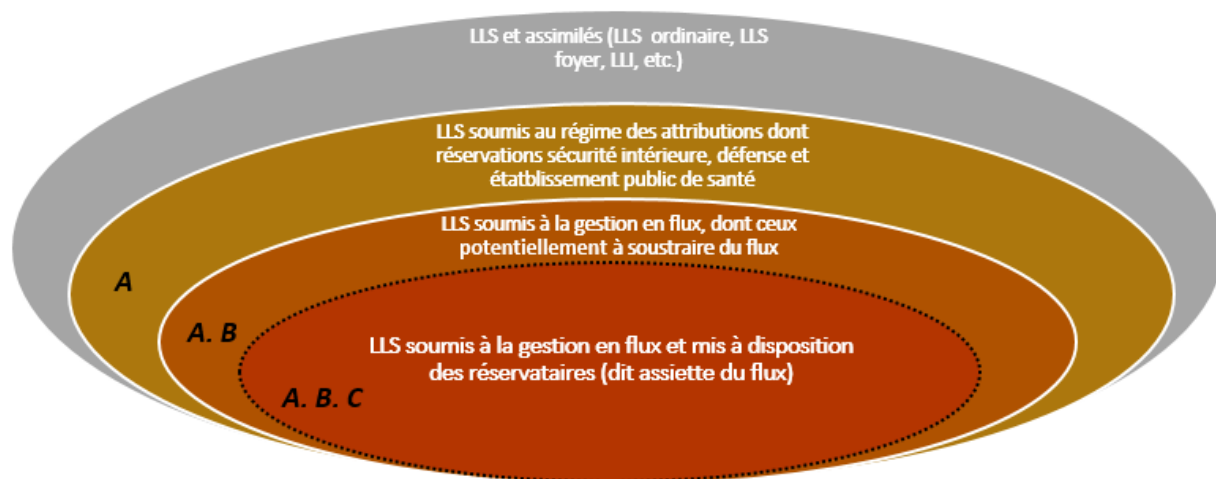 LLS et assimilés (LLS ordinaire, LLS
foyer, LLI, etc.)
LLS soumis au régime des attributions dont
réservations sécurité intérieure, défense et
étatblissement public de santé
LLS soumis à la gestion en flux, dont ceux
potentiellement à soustraire du flux
A
A. B
LLS soumis à la gestion en flux et mis à disposition
des réservataires (dit assiette du flux)
A. B. C